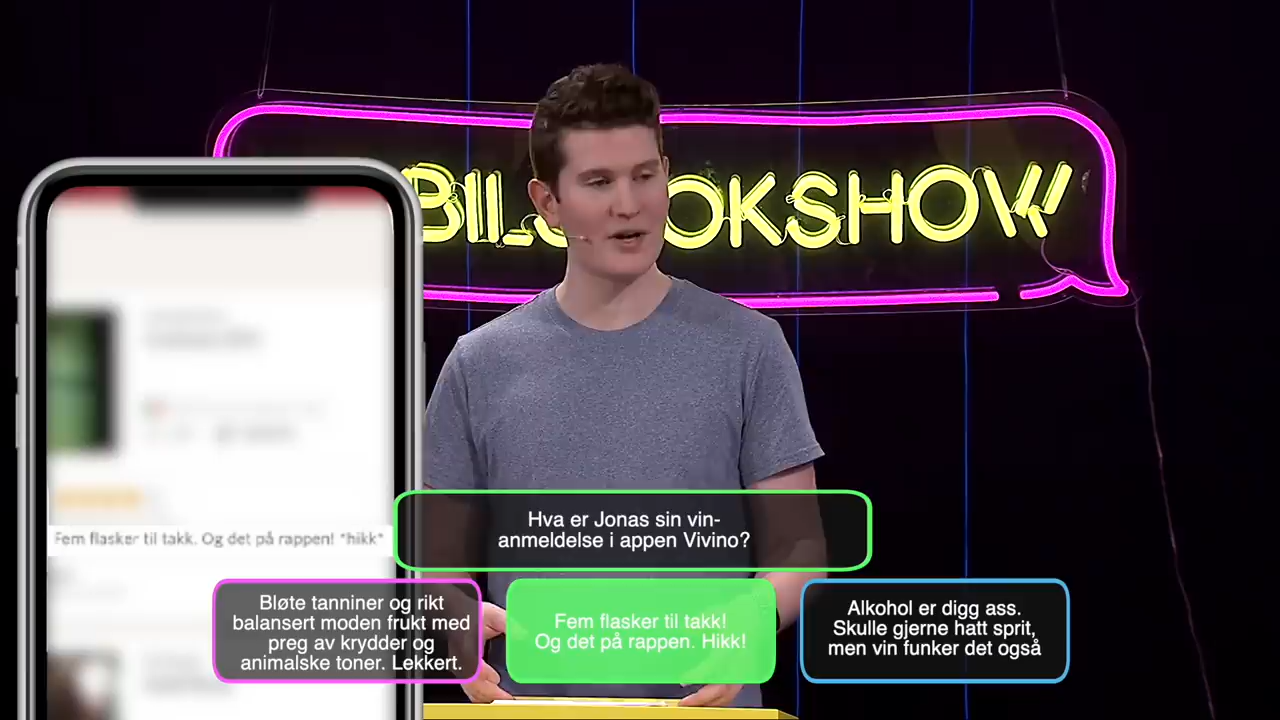 BIL OKSHOW
Fem flasker til takk. Og det på rappen! *hikk*
Hva er Jonas sin vin-
anmeldelse i appen Vivino?
Bløte tanniner og rikt
balansert moden frukt med
preg av krydder og
animalske toner. Lekkert.
Fem flasker til takk!
Og det på rappen. Hikk!
Alkohol er digg ass.
Skulle gjerne hatt sprit,
men vin funker det også